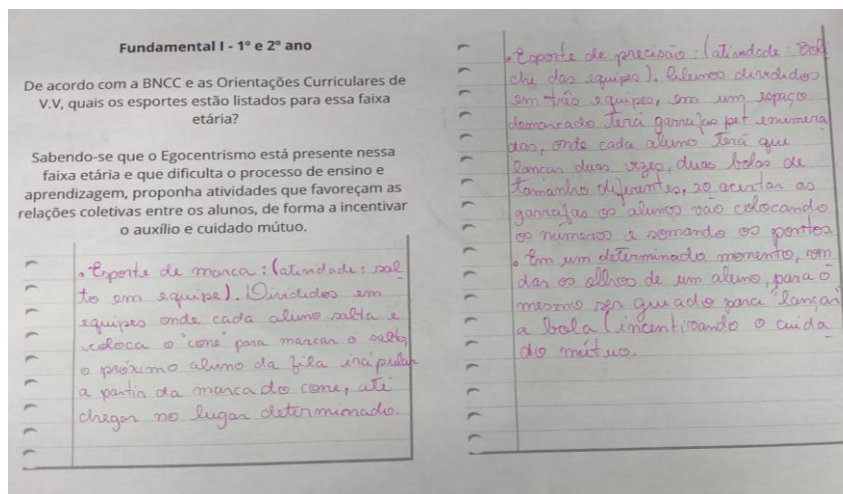 Fundamental I - 1º e 2º ano
De acordo com a BNCC e as Orientações Curriculares de
V.V, quais os esportes estão listados para essa faixa
etária?
Sabendo-se que o Egocentrismo está presente nessa
faixa etária e que dificulta o processo de ensino e
aprendizagem, proponha atividades que favoreçam as
relações coletivas entre os alunos, de forma a incentivar
o auxílio e cuidado mútuo.
. Esporte de marca: (atividade: sal
to em equipe). Divididos em
equipes onde cada aluno salta e
coloca o "cone" para marcar o salto,
o próximo aluno da fila irá pular
a partir da marca do cone, até
chegar no lugar determinado.
. Esporte de precisão: (atividade: Boli
che das equipes). Alunos divididos
em três equipes, em um espaço
demarcado terá garrafas pet enumera
das, onde cada aluno terá que
lançar duas vezes, duas bolas de
tamanho diferentes, ao acertar as
garrafas os alunos vão colocando
os números e somando os pontos.
. Em um determinado momento, ven
dar os olhos de um aluno, para o
mesmo ser guiado para "lançar"
a bola (incentivando o cuida
do mútuo.